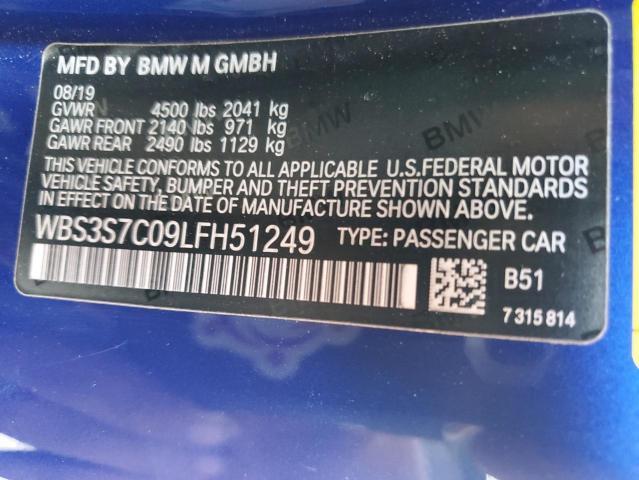 MFD BY BMW M GMBH
08/19
GVWR 4500 lbs 2041 kg
GAWR FRONT 2140 lbs 971 kg
GAWR REAR 2490 lbs 1129 kg
THIS VEHICLE CONFORMS TO ALL APPLICABLE U.S.FEDERAL MOTOR
VEHICLE SAFETY, BUMPER AND THEFT PREVENTION STANDARDS
IN EFFECT ON THE DATE OF MANUFACTURE SHOWN ABOVE.
WBS3S7C09LFH51249 TYPE: PASSENGER CAR
B51
7 315 814